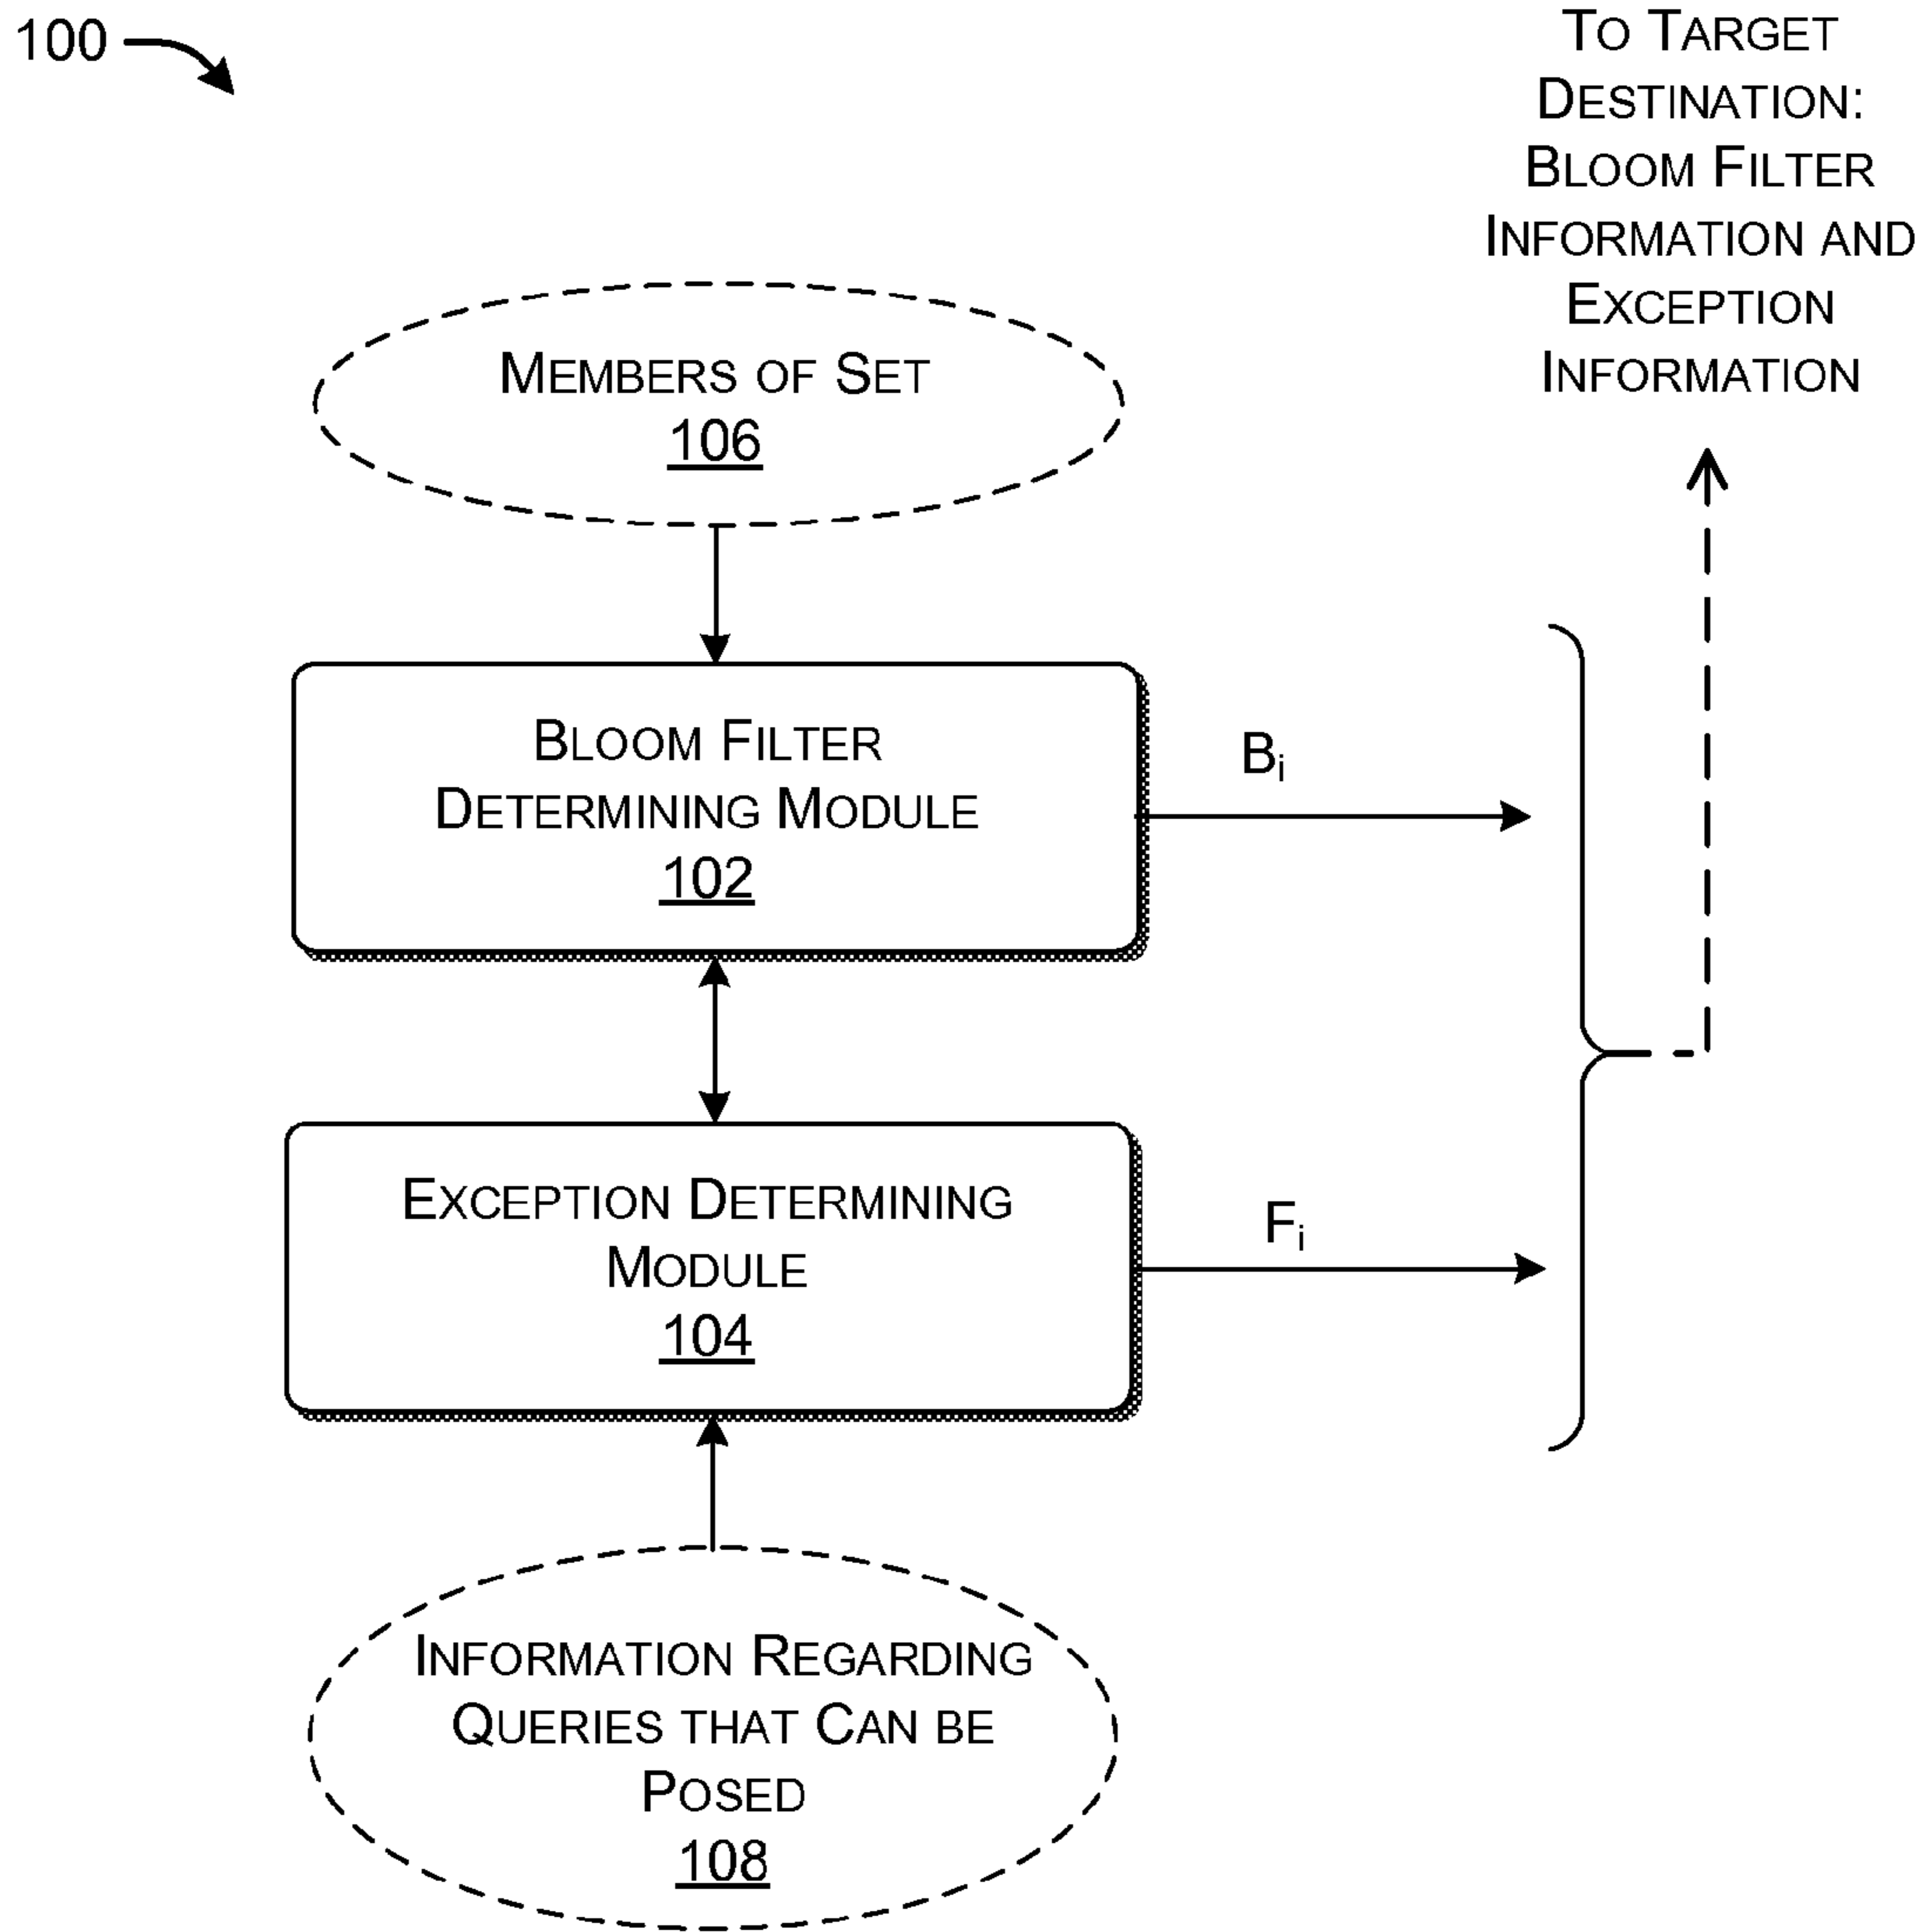 100
TO TARGET
DESTINATION:
BLOOM FILTER
INFORMATION AND
EXCEPTION
INFORMATION
MEMBERS OF SET
106
BLOOM FILTER
DETERMINING MODULE
102
Bi
EXCEPTION DETERMINING
MODULE
104
Fi
INFORMATION REGARDING
QUERIES THAT CAN BE
POSED
108